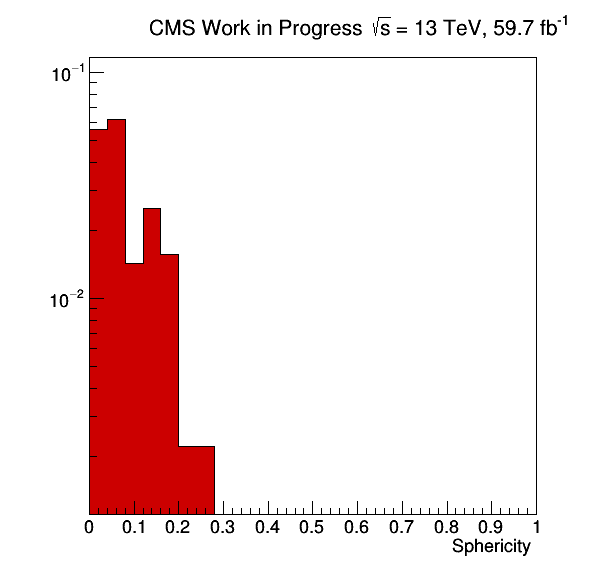 CMS Work in Progress √s = 13 TeV, 59.7 fb⁻¹
10⁻¹
10⁻²
0 0.1 0.2 0.3 0.4 0.5 0.6 0.7 0.8 0.9 1
Sphericity